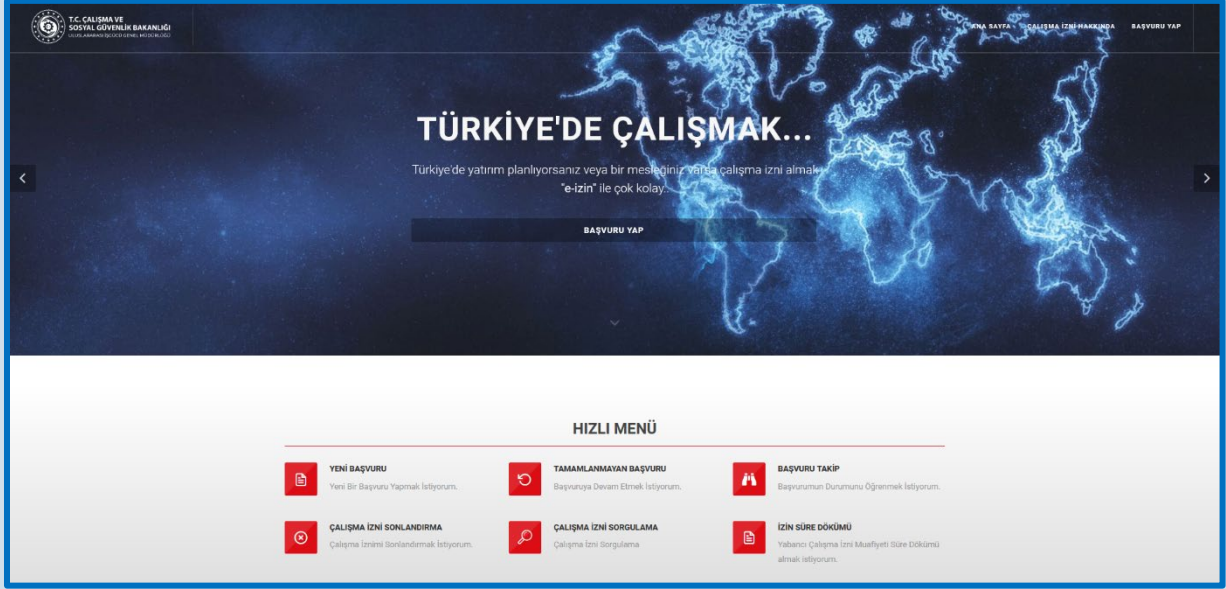 T.C. ÇALIŞMA VE
SOSYAL GÜVENLİK BAKANLIĞI
ULUSLARARASI İŞGÜCÜ GENEL MÜDÜRLÜĞÜ
ANA SAYFA ÇALIŞMA İZNİ HAKKINDA BAŞVURU YAP
TÜRKİYE'DE ÇALIŞMAK...
Türkiye'de yatırım planlıyorsanız veya bir mesleğiniz varsa çalışma izni almak
"e-izin" ile çok kolay..
BAŞVURU YAP
HIZLI MENÜ
YENİ BAŞVURU
Yeni Bir Başvuru Yapmak İstiyorum.
TAMAMLANMAYAN BAŞVURU
Başvuruya Devam Etmek İstiyorum.
BAŞVURU TAKİP
Başvurumun Durumunu Öğrenmek İstiyorum.
ÇALIŞMA İZNİ SONLANDIRMA
Çalışma İznimi Sonlandırmak İstiyorum.
ÇALIŞMA İZNİ SORGULAMA
Çalışma İzni Sorgulama
İZİN SÜRE DÖKÜMÜ
Yabancı Çalışma İzni Muafiyeti Süre Dökümü
almak istiyorum.